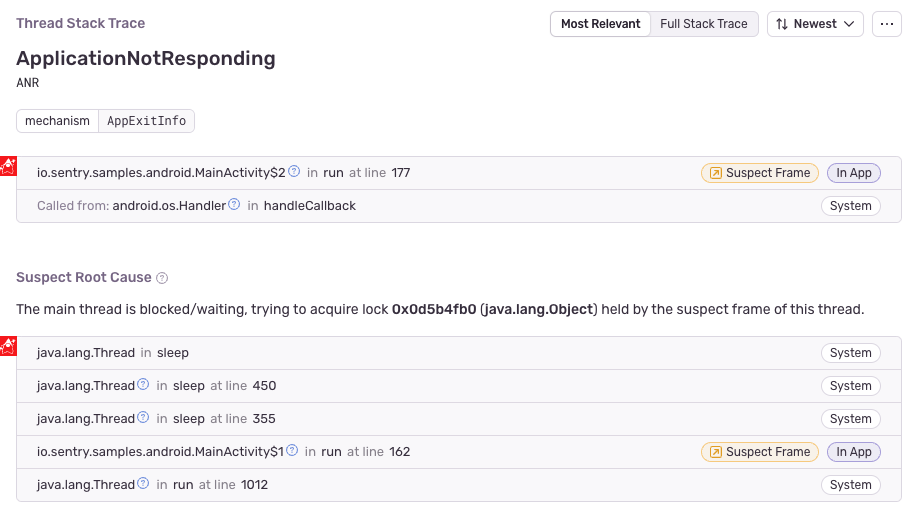 Thread Stack Trace
Most Relevant Full Stack Trace Newest ...
ApplicationNotResponding
ANR
mechanism AppExitInfo
io.sentry.samples.android.MainActivity$2 ? in run at line 177 Suspect Frame In App
Called from: android.os.Handler ? in handleCallback System
Suspect Root Cause ?
The main thread is blocked/waiting, trying to acquire lock 0x0d5b4fb0 (java.lang.Object) held by the suspect frame of this thread.
java.lang.Thread in sleep System
java.lang.Thread ? in sleep at line 450 System
java.lang.Thread ? in sleep at line 355 System
io.sentry.samples.android.MainActivity$1 ? in run at line 162 Suspect Frame In App
java.lang.Thread ? in run at line 1012 System